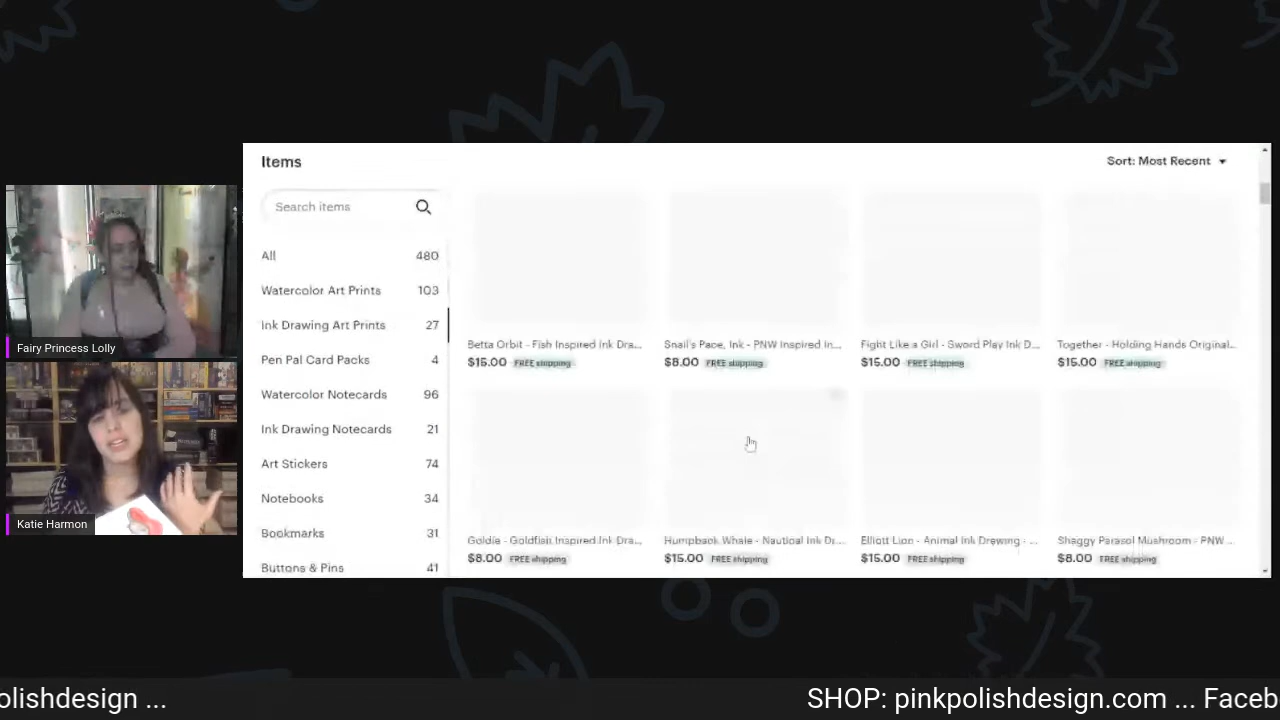 Items
Sort: Most Recent
Search items
All 480
Watercolor Art Prints 103
Ink Drawing Art Prints 27
Pen Pal Card Packs 4
Watercolor Notecards 96
Ink Drawing Notecards 21
Art Stickers 74
Notebooks 34
Bookmarks 31
Buttons & Pins 41
Betta Orbit - Fish Inspired Ink Dra...
$15.00 FREE shipping
Snail's Pace, Ink - PNW Inspired In...
$8.00 FREE shipping
Fight Like a Girl - Sword Play Ink D...
$15.00 FREE shipping
Together - Holding Hands Original...
$15.00 FREE shipping
Goldie - Goldfish Inspired Ink Dra...
$8.00 FREE shipping
Humpback Whale - Nautical Ink Dr...
$15.00 FREE shipping
Elliott Lion - Animal Ink Drawing - ...
$15.00 FREE shipping
Shaggy Parasol Mushroom - PNW ...
$8.00 FREE shipping
Fairy Princess Lolly
Katie Harmon
olishdesign ... SHOP: pinkpolishdesign.com ... Faceb